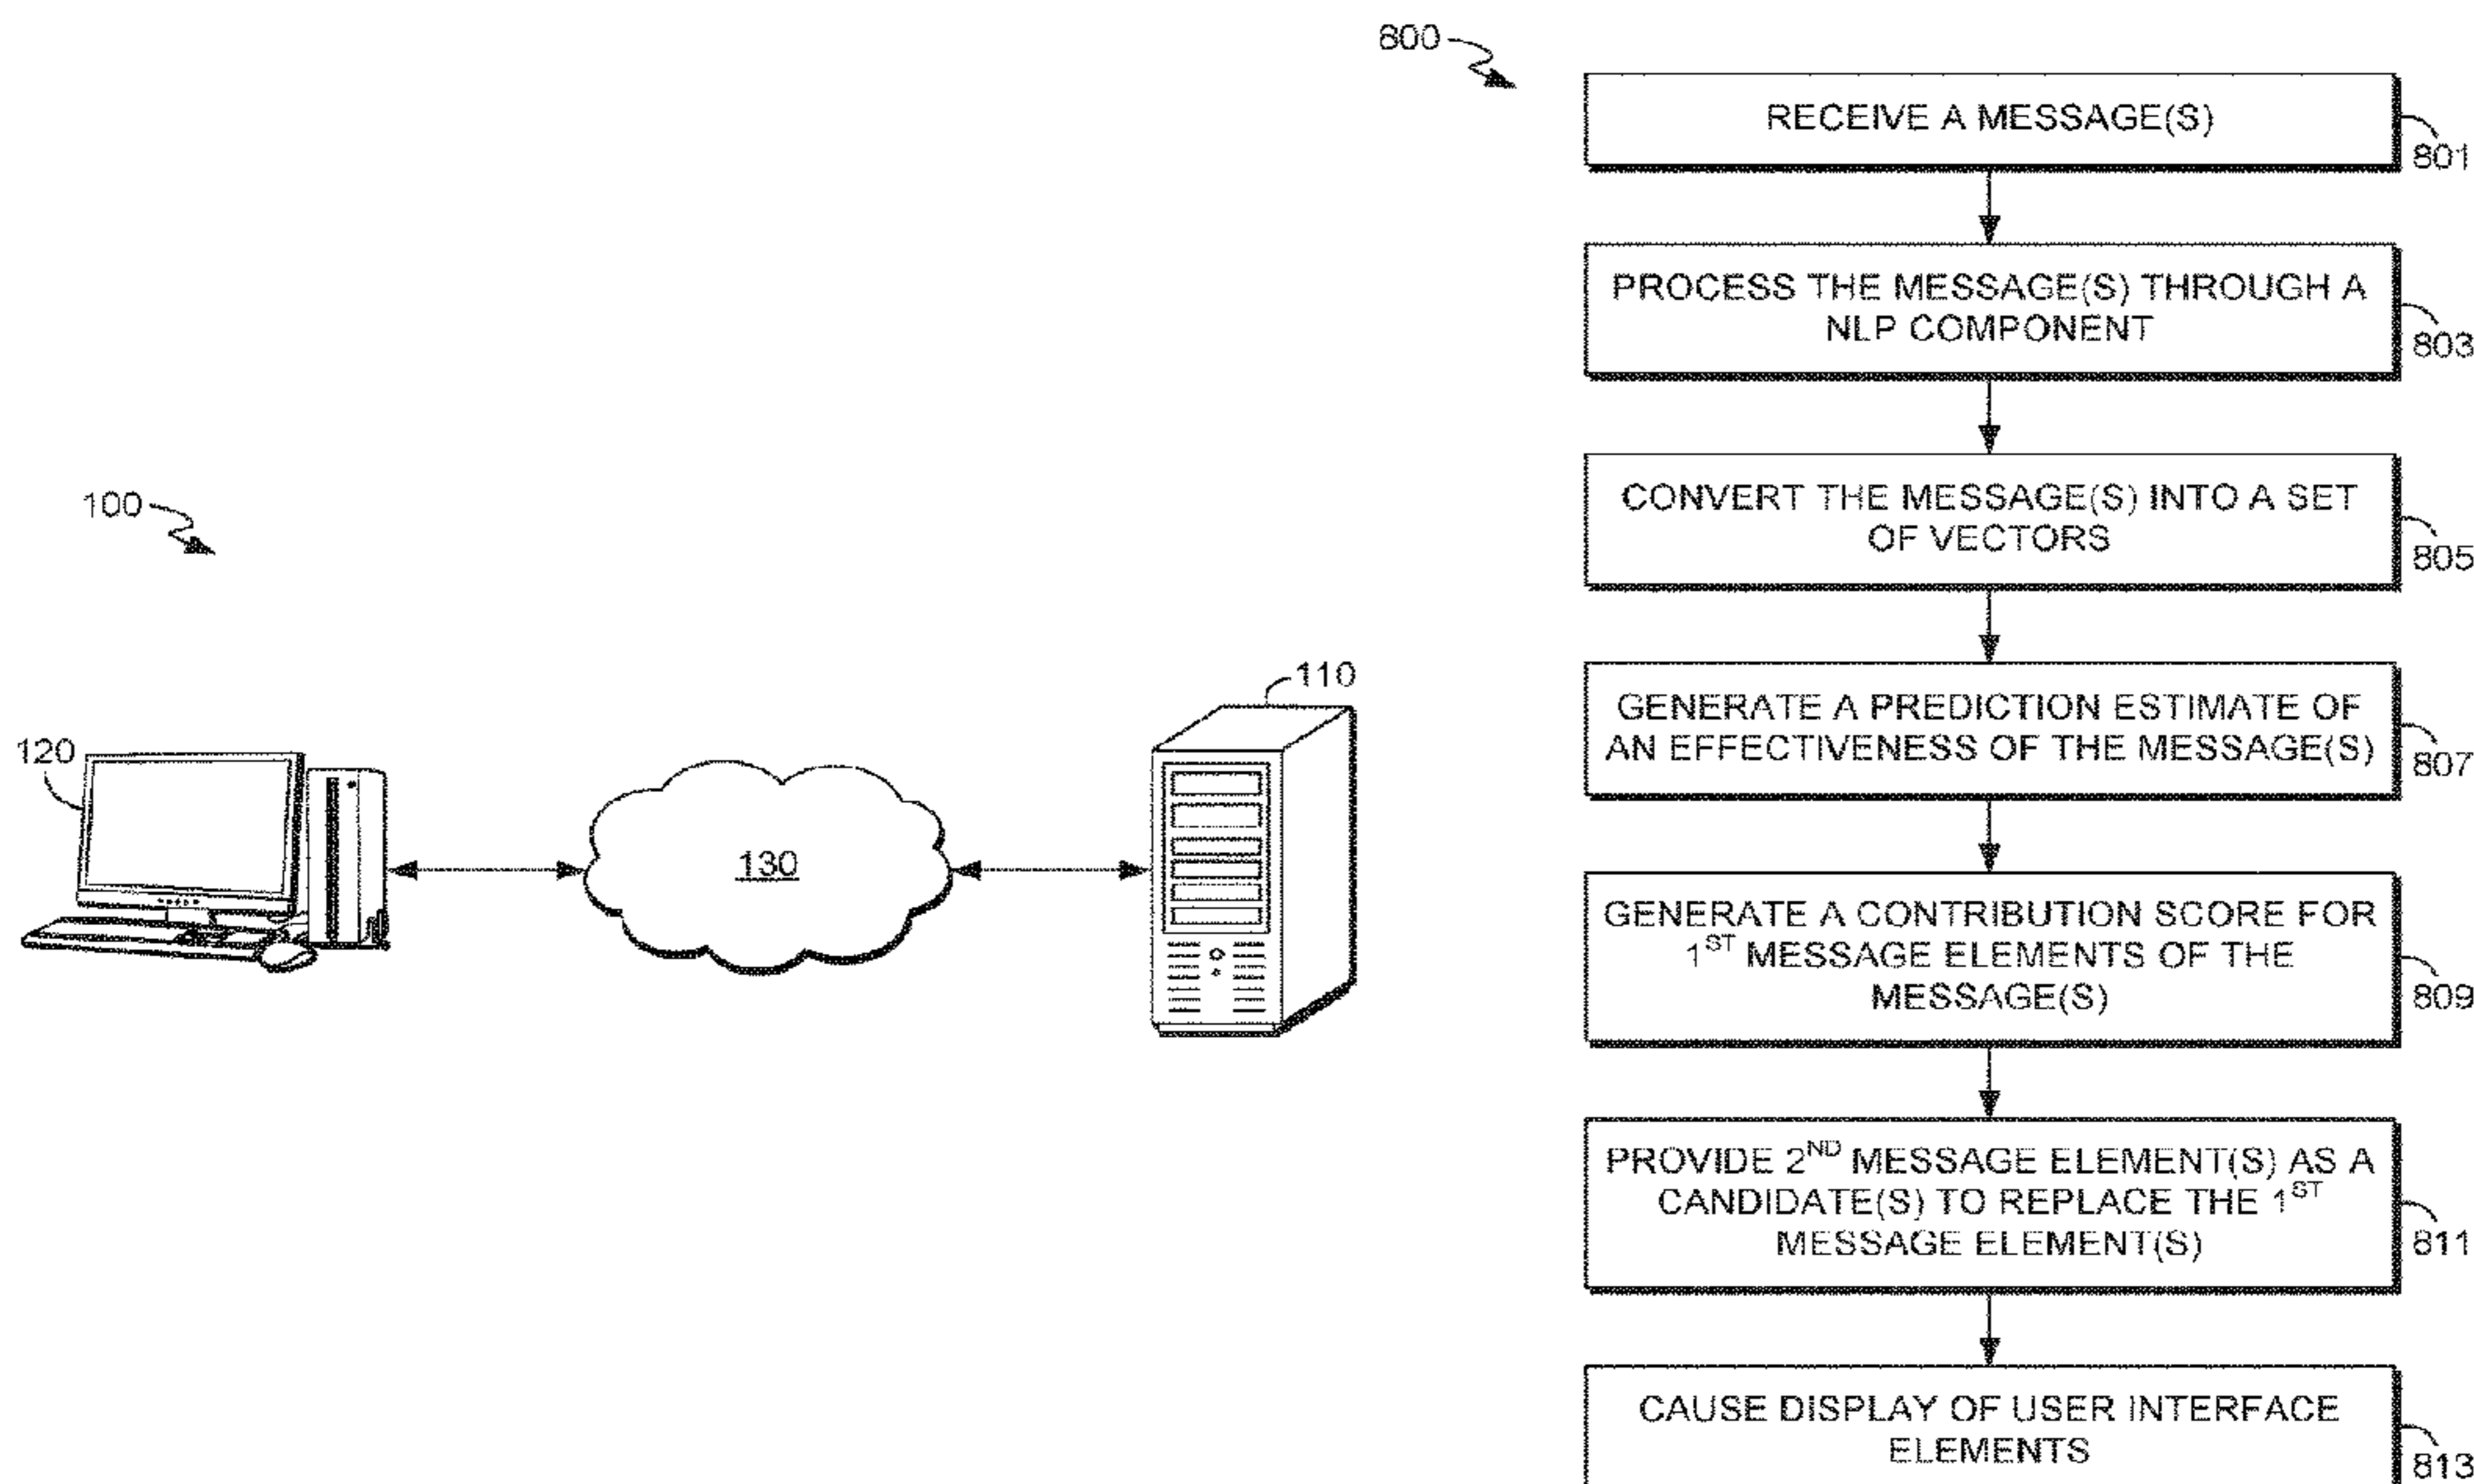 100
120
130
110
800
RECEIVE A MESSAGE(S)
801
PROCESS THE MESSAGE(S) THROUGH A
NLP COMPONENT
803
CONVERT THE MESSAGE(S) INTO A SET
OF VECTORS
805
GENERATE A PREDICTION ESTIMATE OF
AN EFFECTIVENESS OF THE MESSAGE(S)
807
GENERATE A CONTRIBUTION SCORE FOR
1ST MESSAGE ELEMENTS OF THE
MESSAGE(S)
809
PROVIDE 2ND MESSAGE ELEMENT(S) AS A
CANDIDATE(S) TO REPLACE THE 1ST
MESSAGE ELEMENT(S)
811
CAUSE DISPLAY OF USER INTERFACE
ELEMENTS
813